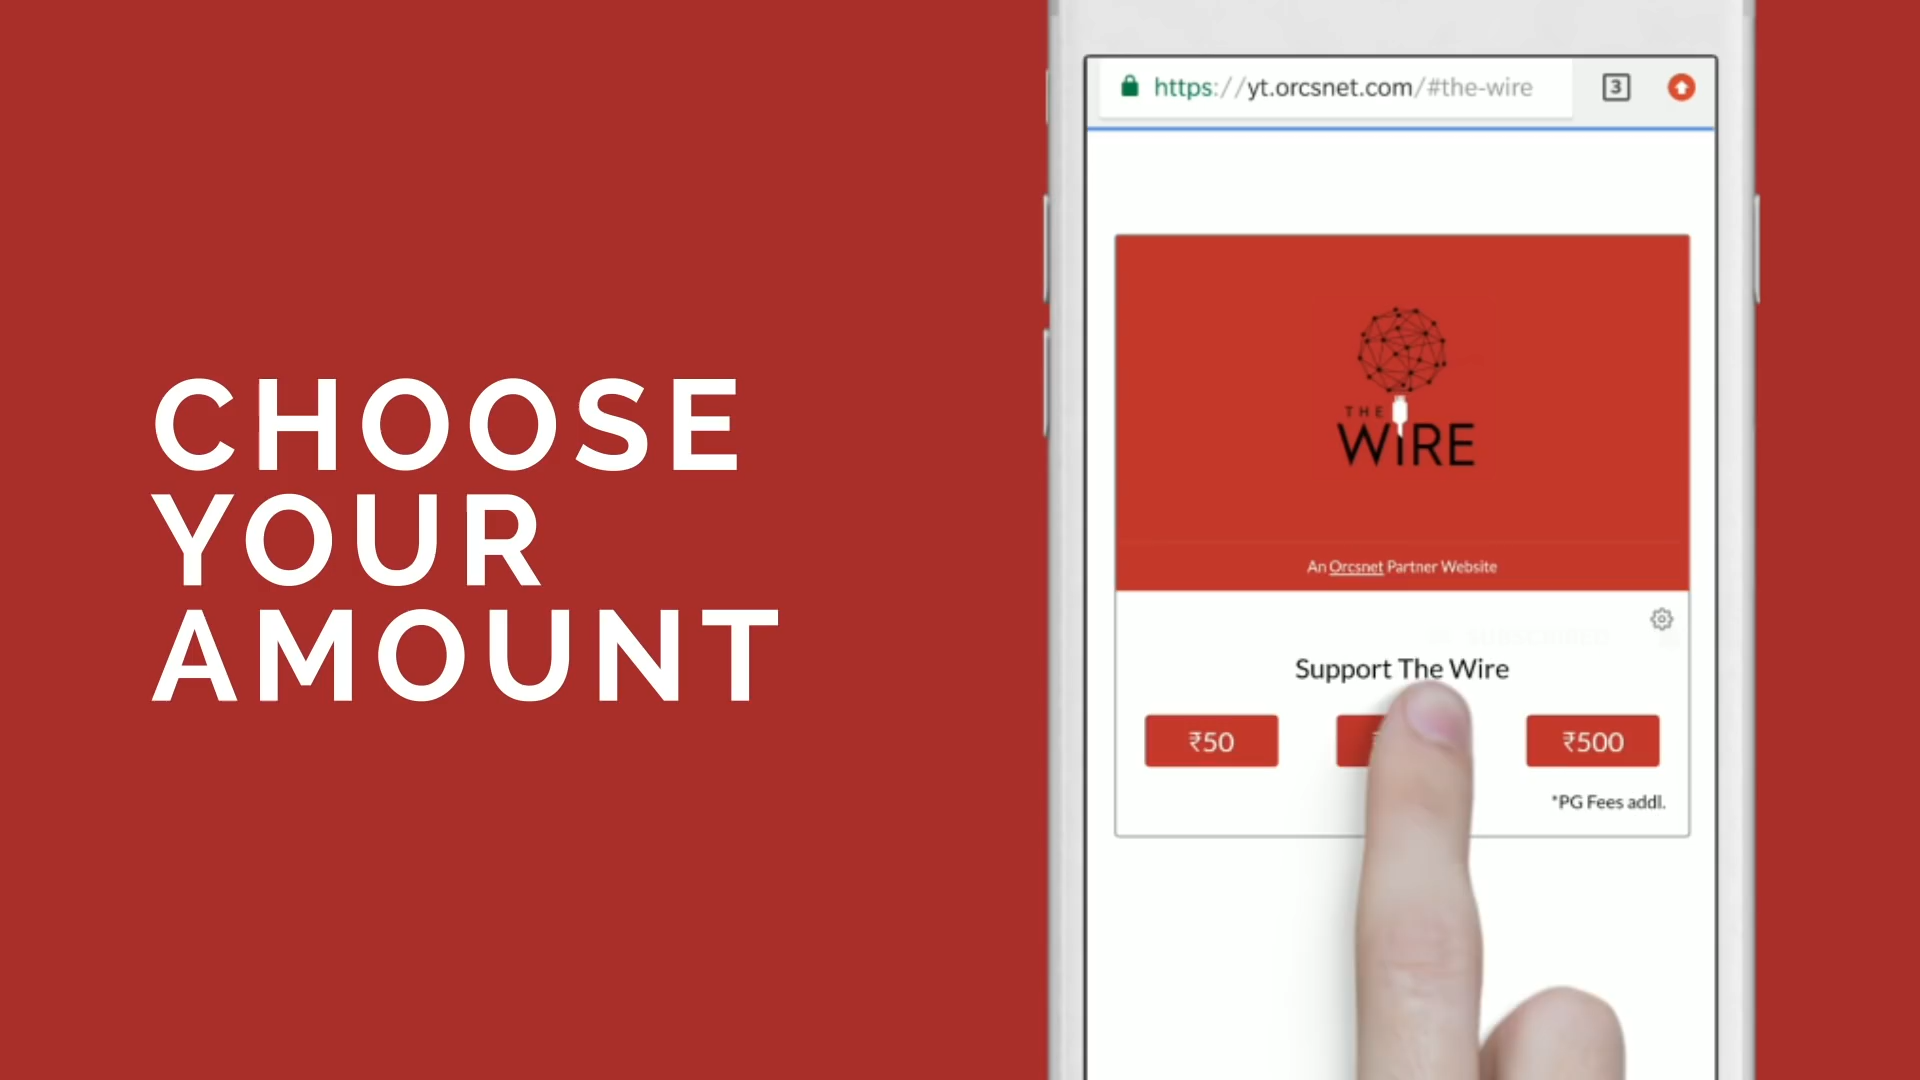 CHOOSE
YOUR
AMOUNT
https://yt.orcsnet.com/#the-wire
3
THE
WiRE
An Orcsnet Partner Website
Support The Wire
₹50
₹500
*PG Fees addl.